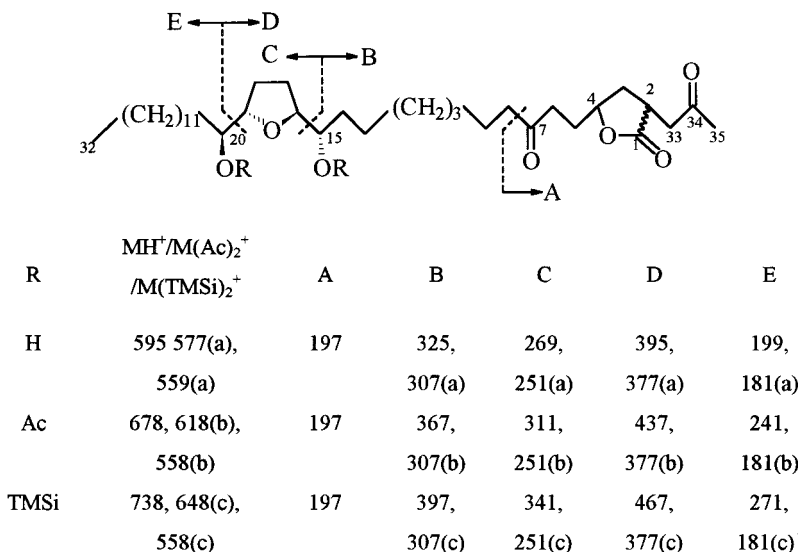 E D
C B
O
(CH₂)₁₁ (CH₂)₃ 4 2 34 35
32 20 O 15 7 O 1 O 33
OR OR O
A
R MH⁺/M(Ac)₂⁺ /M(TMSi)₂⁺ A B C D E
H 595 577(a), 197 325, 269, 395, 199,
559(a) 307(a) 251(a) 377(a) 181(a)
Ac 678, 618(b), 197 367, 311, 437, 241,
558(b) 307(b) 251(b) 377(b) 181(b)
TMSi 738, 648(c), 197 397, 341, 467, 271,
558(c) 307(c) 251(c) 377(c) 181(c)